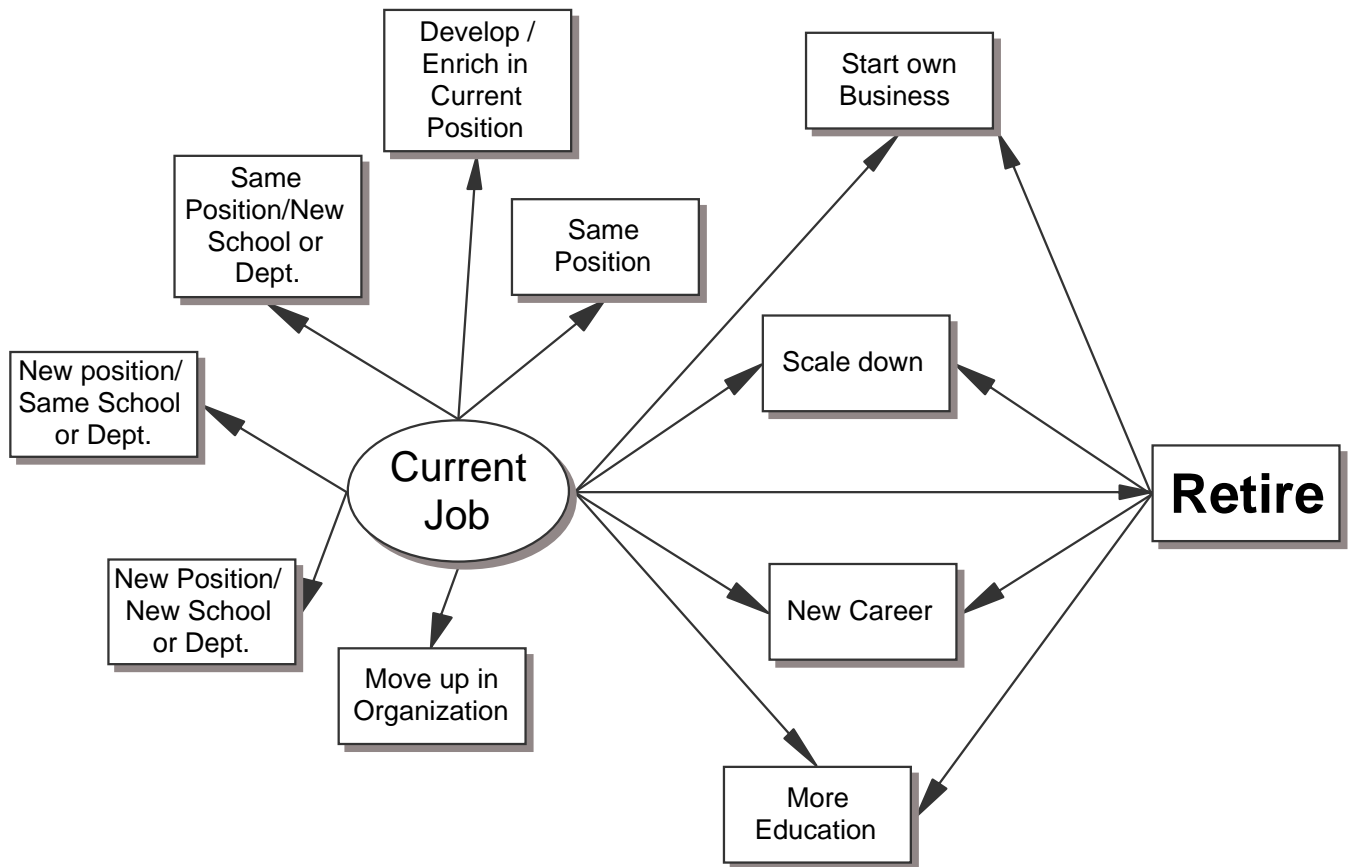 Develop /
Enrich in
Current
Position
Start own
Business
Same
Position/New
School or
Dept.
Same
Position
New position/
Same School
or Dept.
Scale down
Current
Job
Retire
New Position/
New School
or Dept.
New Career
Move up in
Organization
More
Education